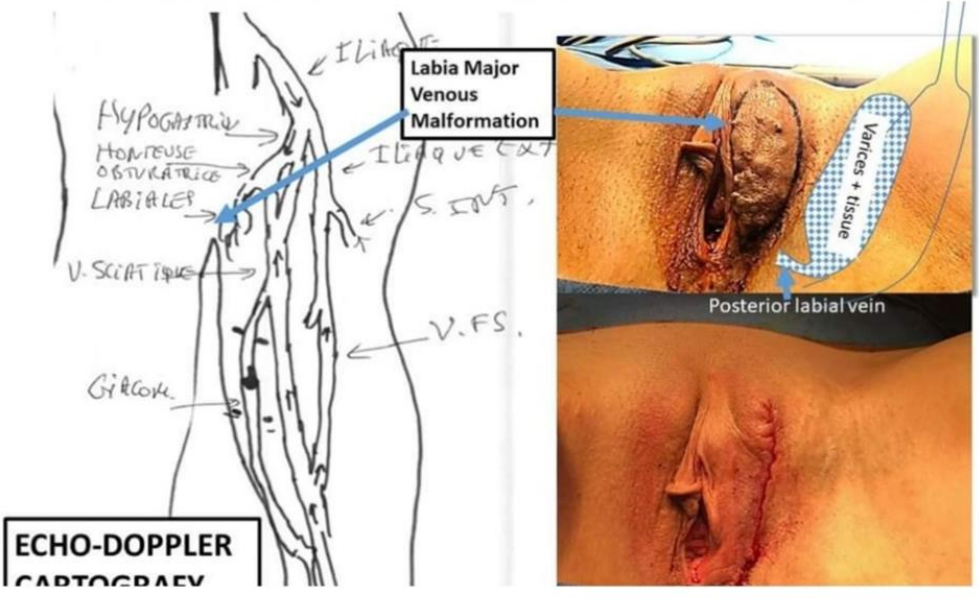 ILIAQUE
Labia Major
Venous
Malformation
HYPOGASTRIQ
HONTEUSE
OBTURATRICE
LABIALES
ILIAQUE EXT
S. INT.
V. SCIATIQUE
V.FS.
Giacom.
Varices + tissue
Posterior labial vein
ECHO-DOPPLER
CARTOGRAFY